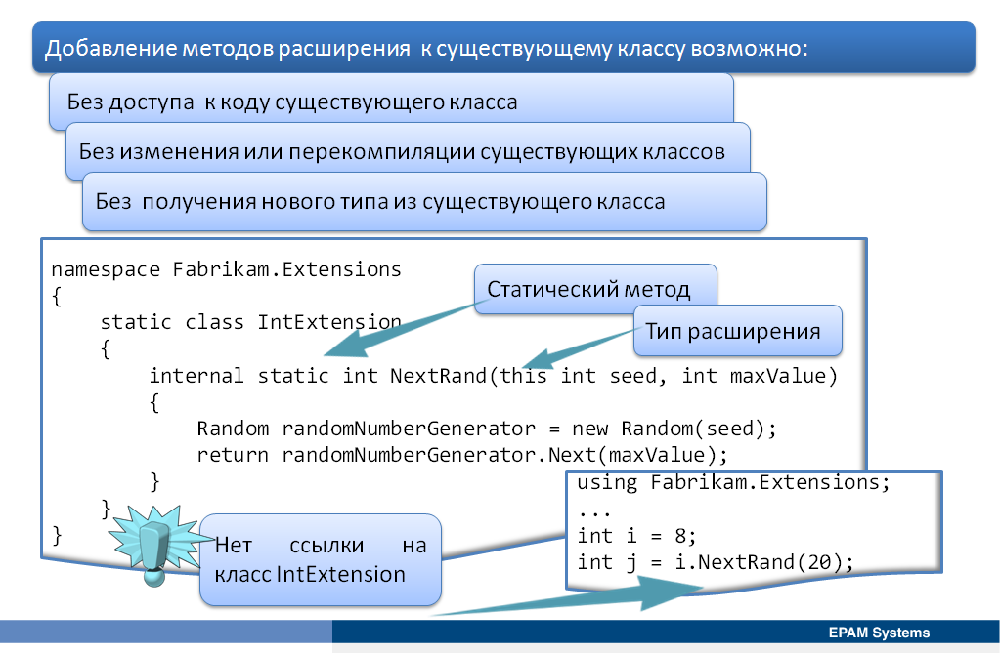 Добавление методов расширения к существующему классу возможно:
Без доступа к коду существующего класса
Без изменения или перекомпиляции существующих классов
Без получения нового типа из существующего класса
namespace Fabrikam.Extensions
{
    static class IntExtension
    {
        internal static int NextRand(this int seed, int maxValue)
        {
            Random randomNumberGenerator = new Random(seed);
            return randomNumberGenerator.Next(maxValue);
        }
    }
}
Статический метод
Тип расширения
using Fabrikam.Extensions;
...
int i = 8;
int j = i.NextRand(20);
Нет ссылки на
класс IntExtension
EPAM Systems